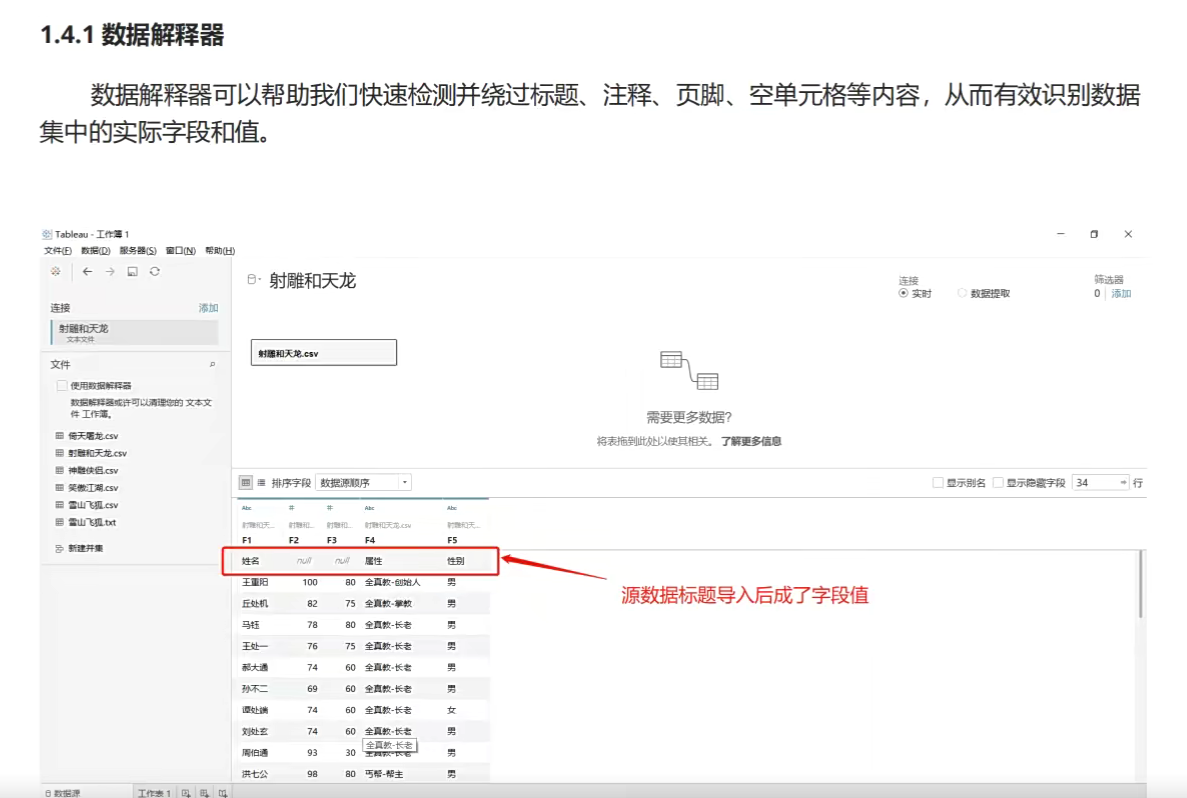 1.4.1 数据解释器
数据解释器可以帮助我们快速检测并绕过标题、注释、页脚、空单元格等内容，从而有效识别数据
集中的实际字段和值。
Tableau - 工作簿 1
文件(F) 数据(D) 服务器(S) 窗口(N) 帮助(H)
连接 添加
射雕和天龙
文本文件
文件
使用数据解释器
数据解释器或许可以清理您的 文本文
件 工作簿。
倚天屠龙.csv
射雕和天龙.csv
神雕侠侣.csv
笑傲江湖.csv
雪山飞狐.csv
雪山飞狐.txt
新建并集
射雕和天龙
连接
实时 数据提取
筛选器
0 添加
射雕和天龙.csv
需要更多数据?
将表拖到此处以使其相关。 了解更多信息
排序字段 数据源顺序
显示别名 显示隐藏字段 34 行
Abc # # Abc Abc
射雕和天... 射雕和... 射雕和... 射雕和天龙.csv 射雕和天...
F1 F2 F3 F4 F5
姓名 null null 属性 性别
王重阳 100 80 全真教-创始人 男
丘处机 82 75 全真教-掌教 男
马钰 78 80 全真教-长老 男
王处一 76 75 全真教-长老 男
郝大通 74 60 全真教-长老 男
孙不二 69 60 全真教-长老 男
谭处端 74 60 全真教-长老 女
刘处玄 74 60 全真教-长老 男
全真教-长老
周伯通 93 30 全真教-长老 男
洪七公 98 80 丐帮-帮主 男
源数据标题导入后成了字段值
数据源 工作表 1